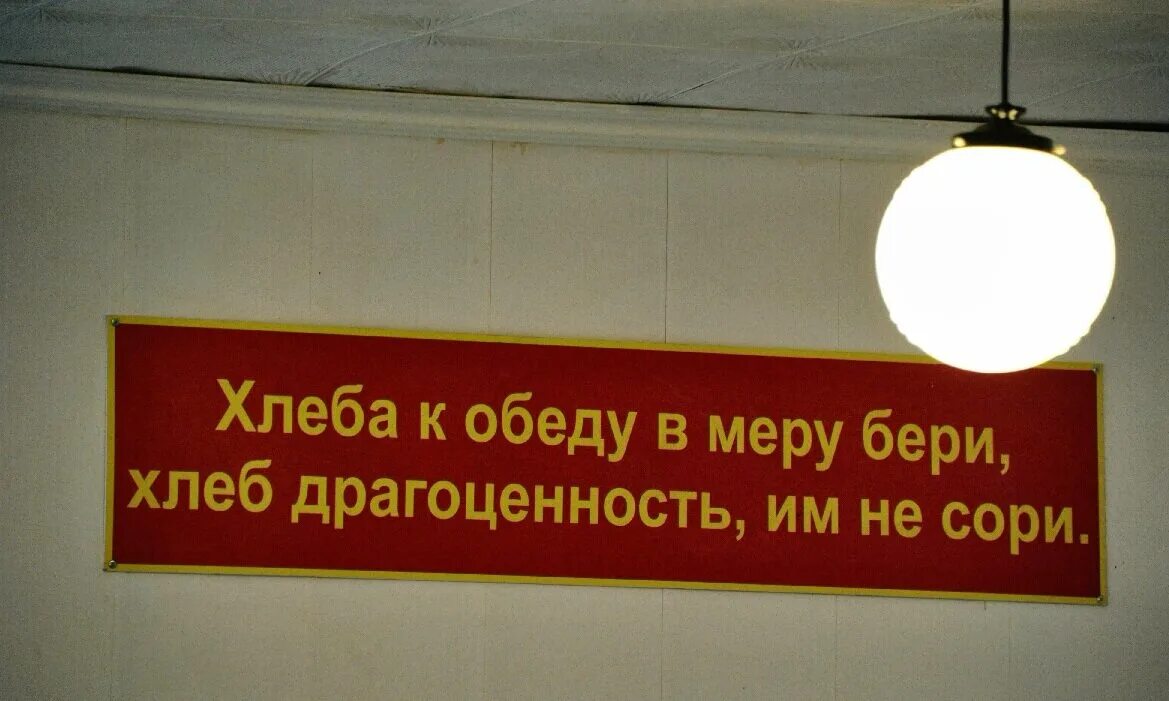 Хлеба к обеду в меру бери,
хлеб драгоценность, им не сори.